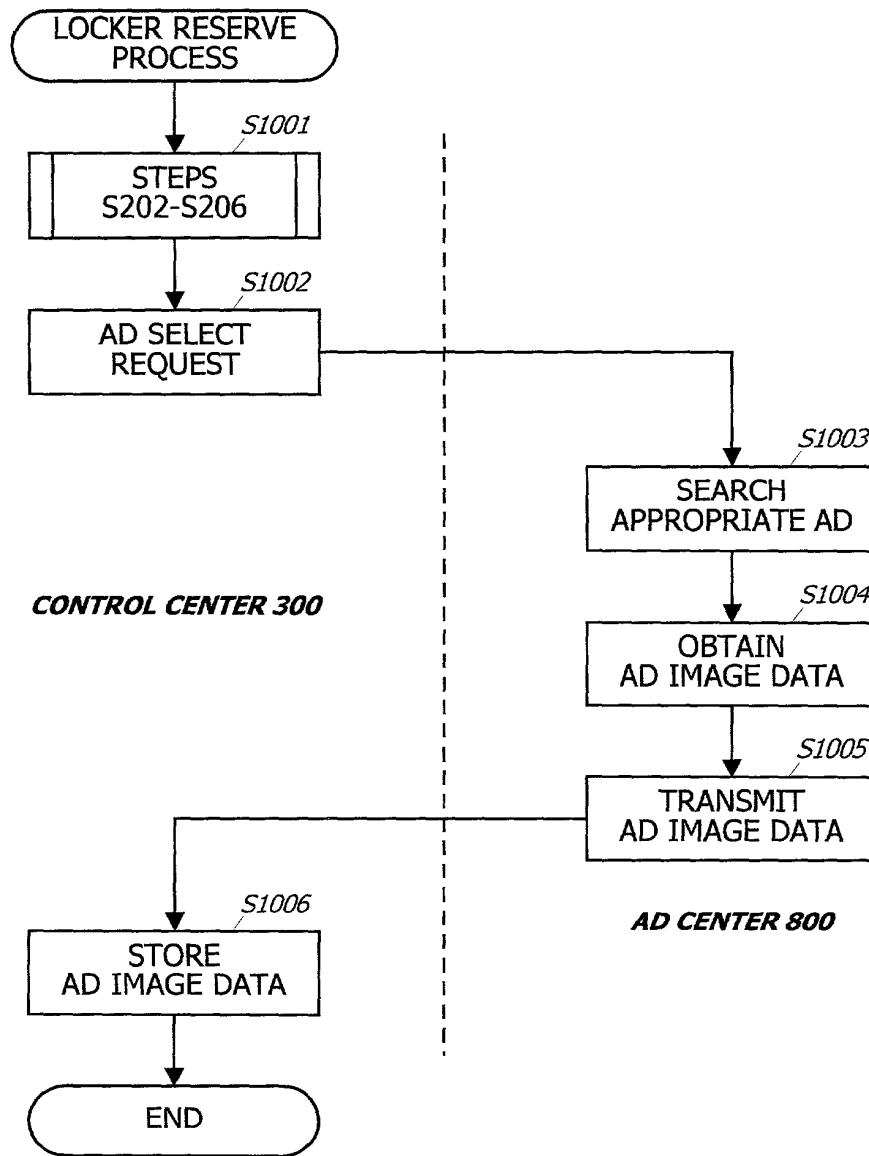 LOCKER RESERVE
PROCESS
S1001
STEPS
S202-S206
S1002
AD SELECT
REQUEST
S1003
SEARCH
APPROPRIATE AD
CONTROL CENTER 300
S1004
OBTAIN
AD IMAGE DATA
S1005
TRANSMIT
AD IMAGE DATA
AD CENTER 800
S1006
STORE
AD IMAGE DATA
END